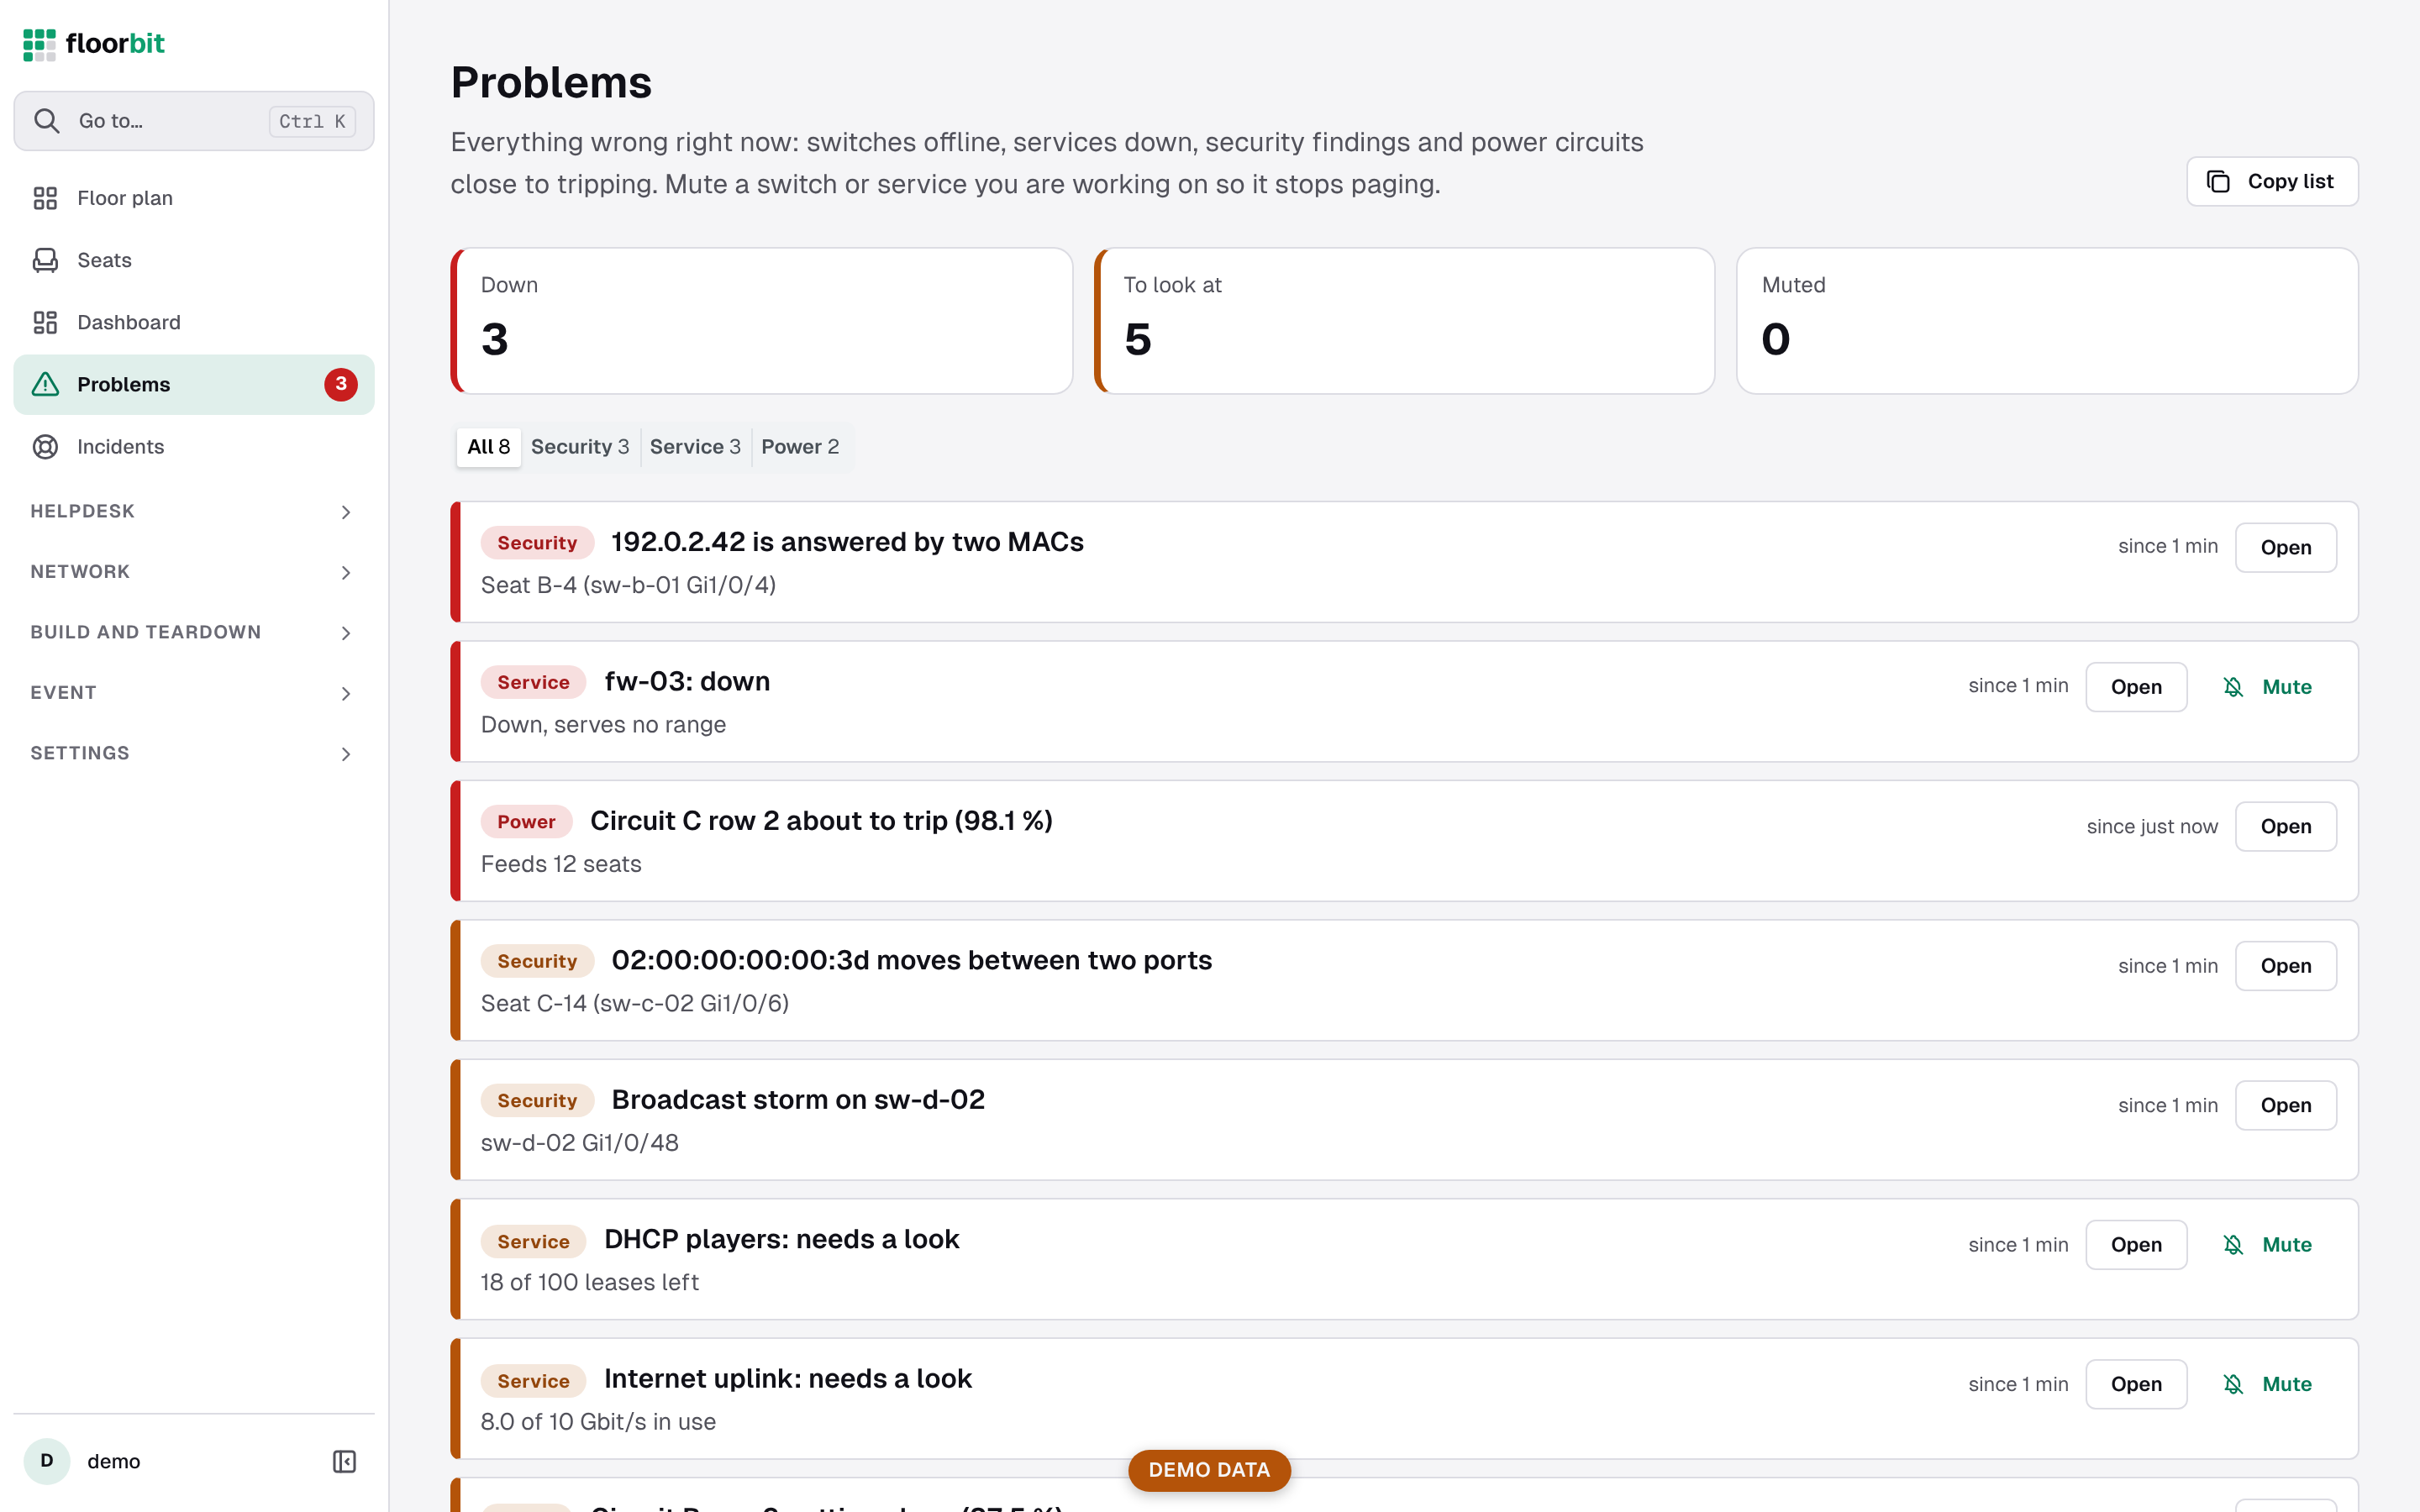 floorbit
Go to...
Ctrl K
Floor plan
Seats
Dashboard
Problems 3
Incidents
HELPDESK
NETWORK
BUILD AND TEARDOWN
EVENT
SETTINGS
D demo
Problems
Everything wrong right now: switches offline, services down, security findings and power circuits
close to tripping. Mute a switch or service you are working on so it stops paging.
Copy list
Down
3
To look at
5
Muted
0
All 8 Security 3 Service 3 Power 2
Security 192.0.2.42 is answered by two MACs since 1 min Open
Seat B-4 (sw-b-01 Gi1/0/4)
Service fw-03: down since 1 min Open Mute
Down, serves no range
Power Circuit C row 2 about to trip (98.1 %) since just now Open
Feeds 12 seats
Security 02:00:00:00:00:3d moves between two ports since 1 min Open
Seat C-14 (sw-c-02 Gi1/0/6)
Security Broadcast storm on sw-d-02 since 1 min Open
sw-d-02 Gi1/0/48
Service DHCP players: needs a look since 1 min Open Mute
18 of 100 leases left
Service Internet uplink: needs a look since 1 min Open Mute
8.0 of 10 Gbit/s in use
DEMO DATA